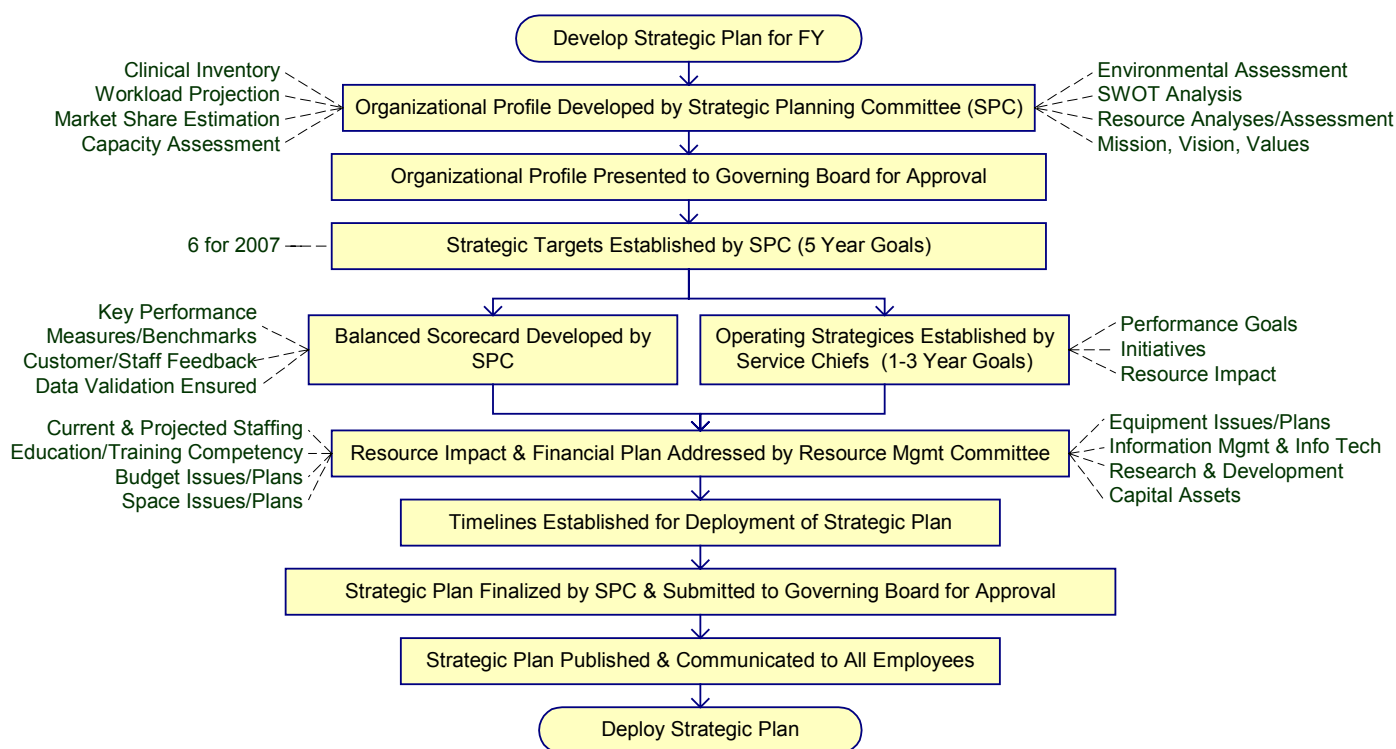 Develop Strategic Plan for FY
Clinical Inventory
Workload Projection
Market Share Estimation
Capacity Assessment
Organizational Profile Developed by Strategic Planning Committee (SPC)
Environmental Assessment
SWOT Analysis
Resource Analyses/Assessment
Mission, Vision, Values
Organizational Profile Presented to Governing Board for Approval
6 for 2007
Strategic Targets Established by SPC (5 Year Goals)
Key Performance
Measures/Benchmarks
Customer/Staff Feedback
Data Validation Ensured
Balanced Scorecard Developed by
SPC
Operating Strategices Established by
Service Chiefs  (1-3 Year Goals)
Performance Goals
Initiatives
Resource Impact
Current & Projected Staffing
Education/Training Competency
Budget Issues/Plans
Space Issues/Plans
Resource Impact & Financial Plan Addressed by Resource Mgmt Committee
Equipment Issues/Plans
Information Mgmt & Info Tech
Research & Development
Capital Assets
Timelines Established for Deployment of Strategic Plan
Strategic Plan Finalized by SPC & Submitted to Governing Board for Approval
Strategic Plan Published & Communicated to All Employees
Deploy Strategic Plan